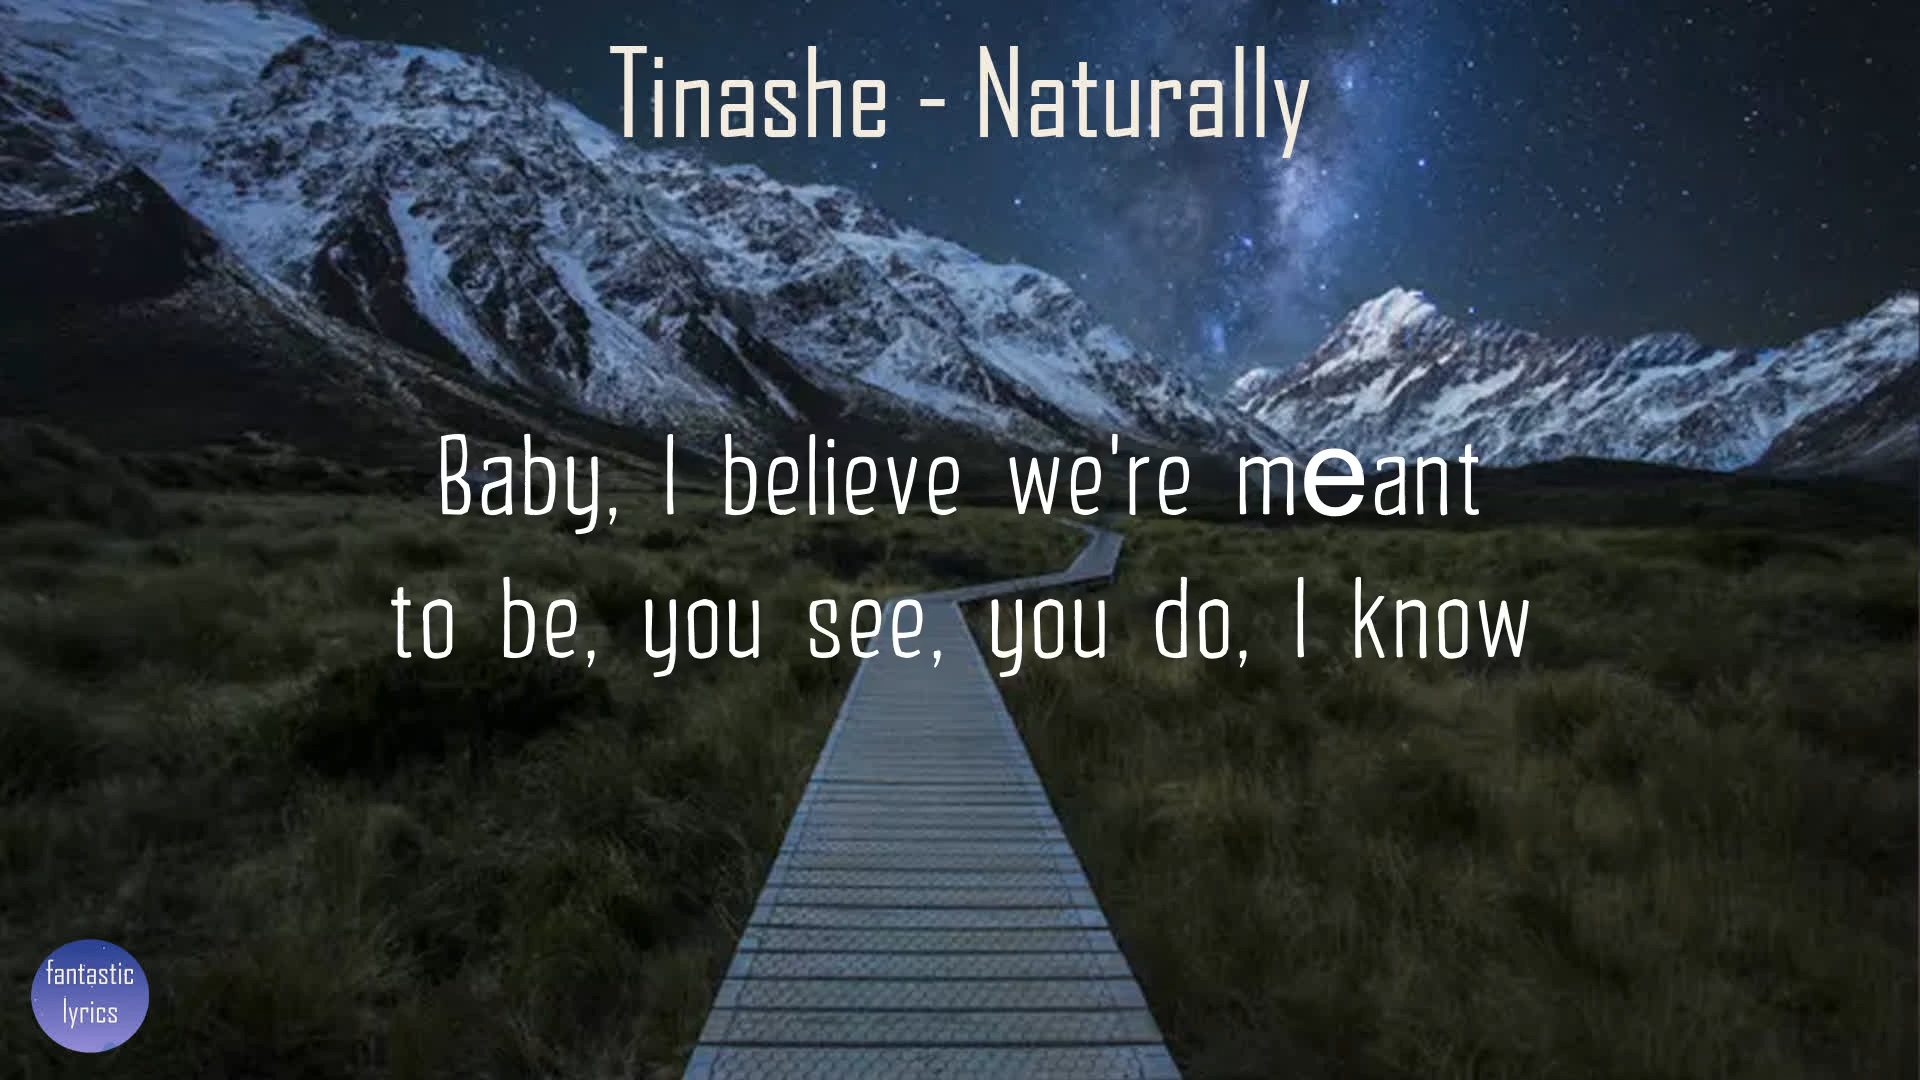 Tinashe - Naturally
Baby, I believe we're meant
to be, you see, you do, I know
fantastic
lyrics